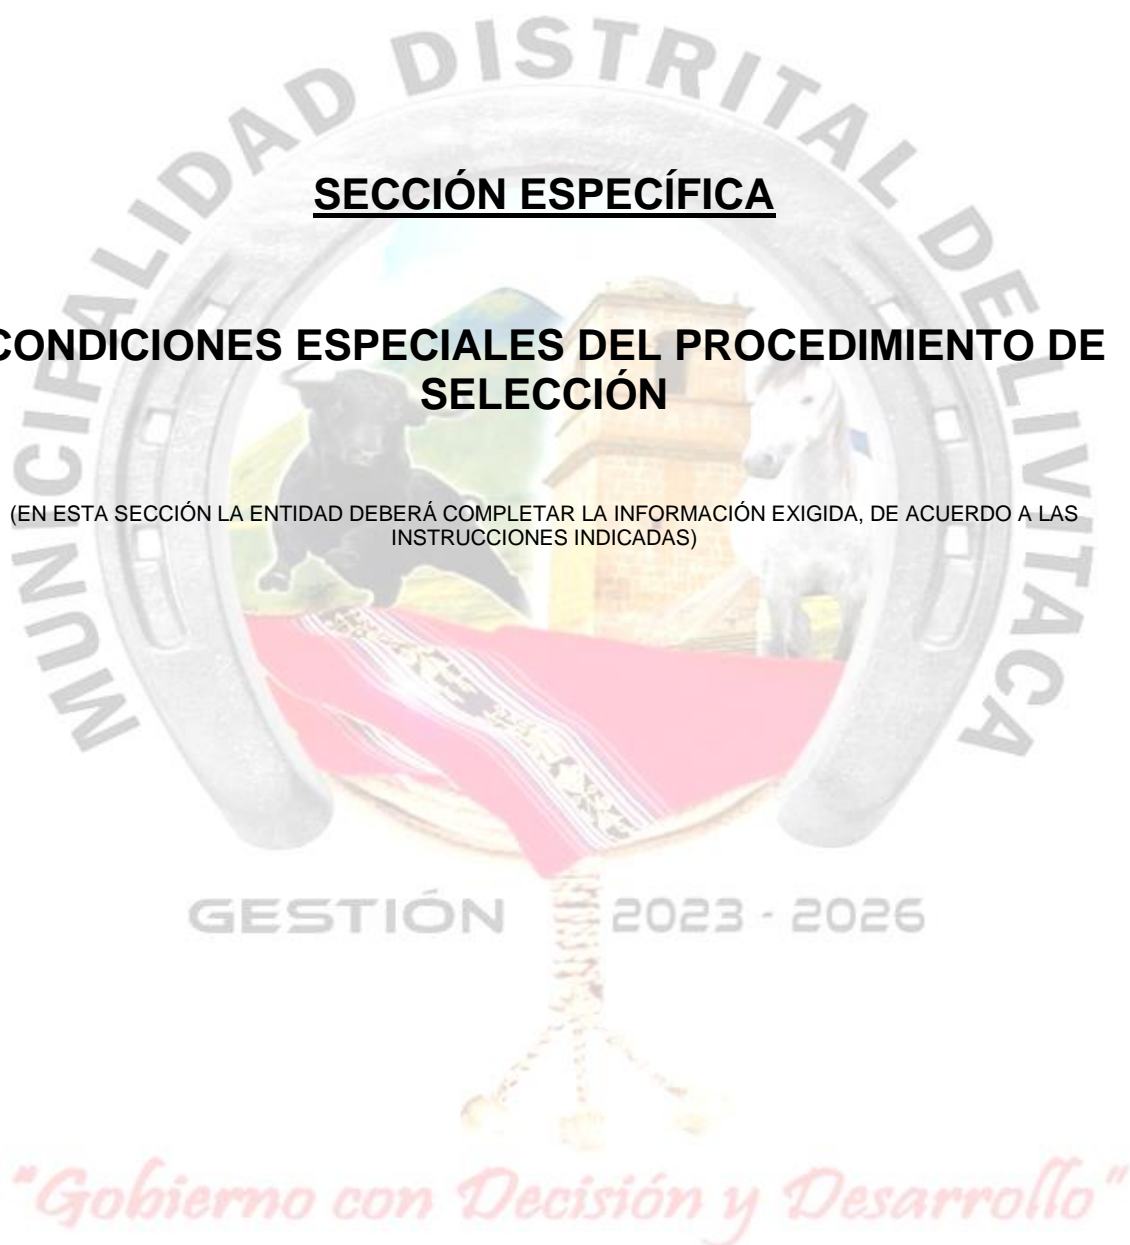 MUNICIPALIDAD DISTRITAL DE LIVITACA
SECCIÓN ESPECÍFICA
CONDICIONES ESPECIALES DEL PROCEDIMIENTO DE
SELECCIÓN
(EN ESTA SECCIÓN LA ENTIDAD DEBERÁ COMPLETAR LA INFORMACIÓN EXIGIDA, DE ACUERDO A LAS
INSTRUCCIONES INDICADAS)
GESTIÓN 2023 - 2026
"Gobierno con Decisión y Desarrollo"